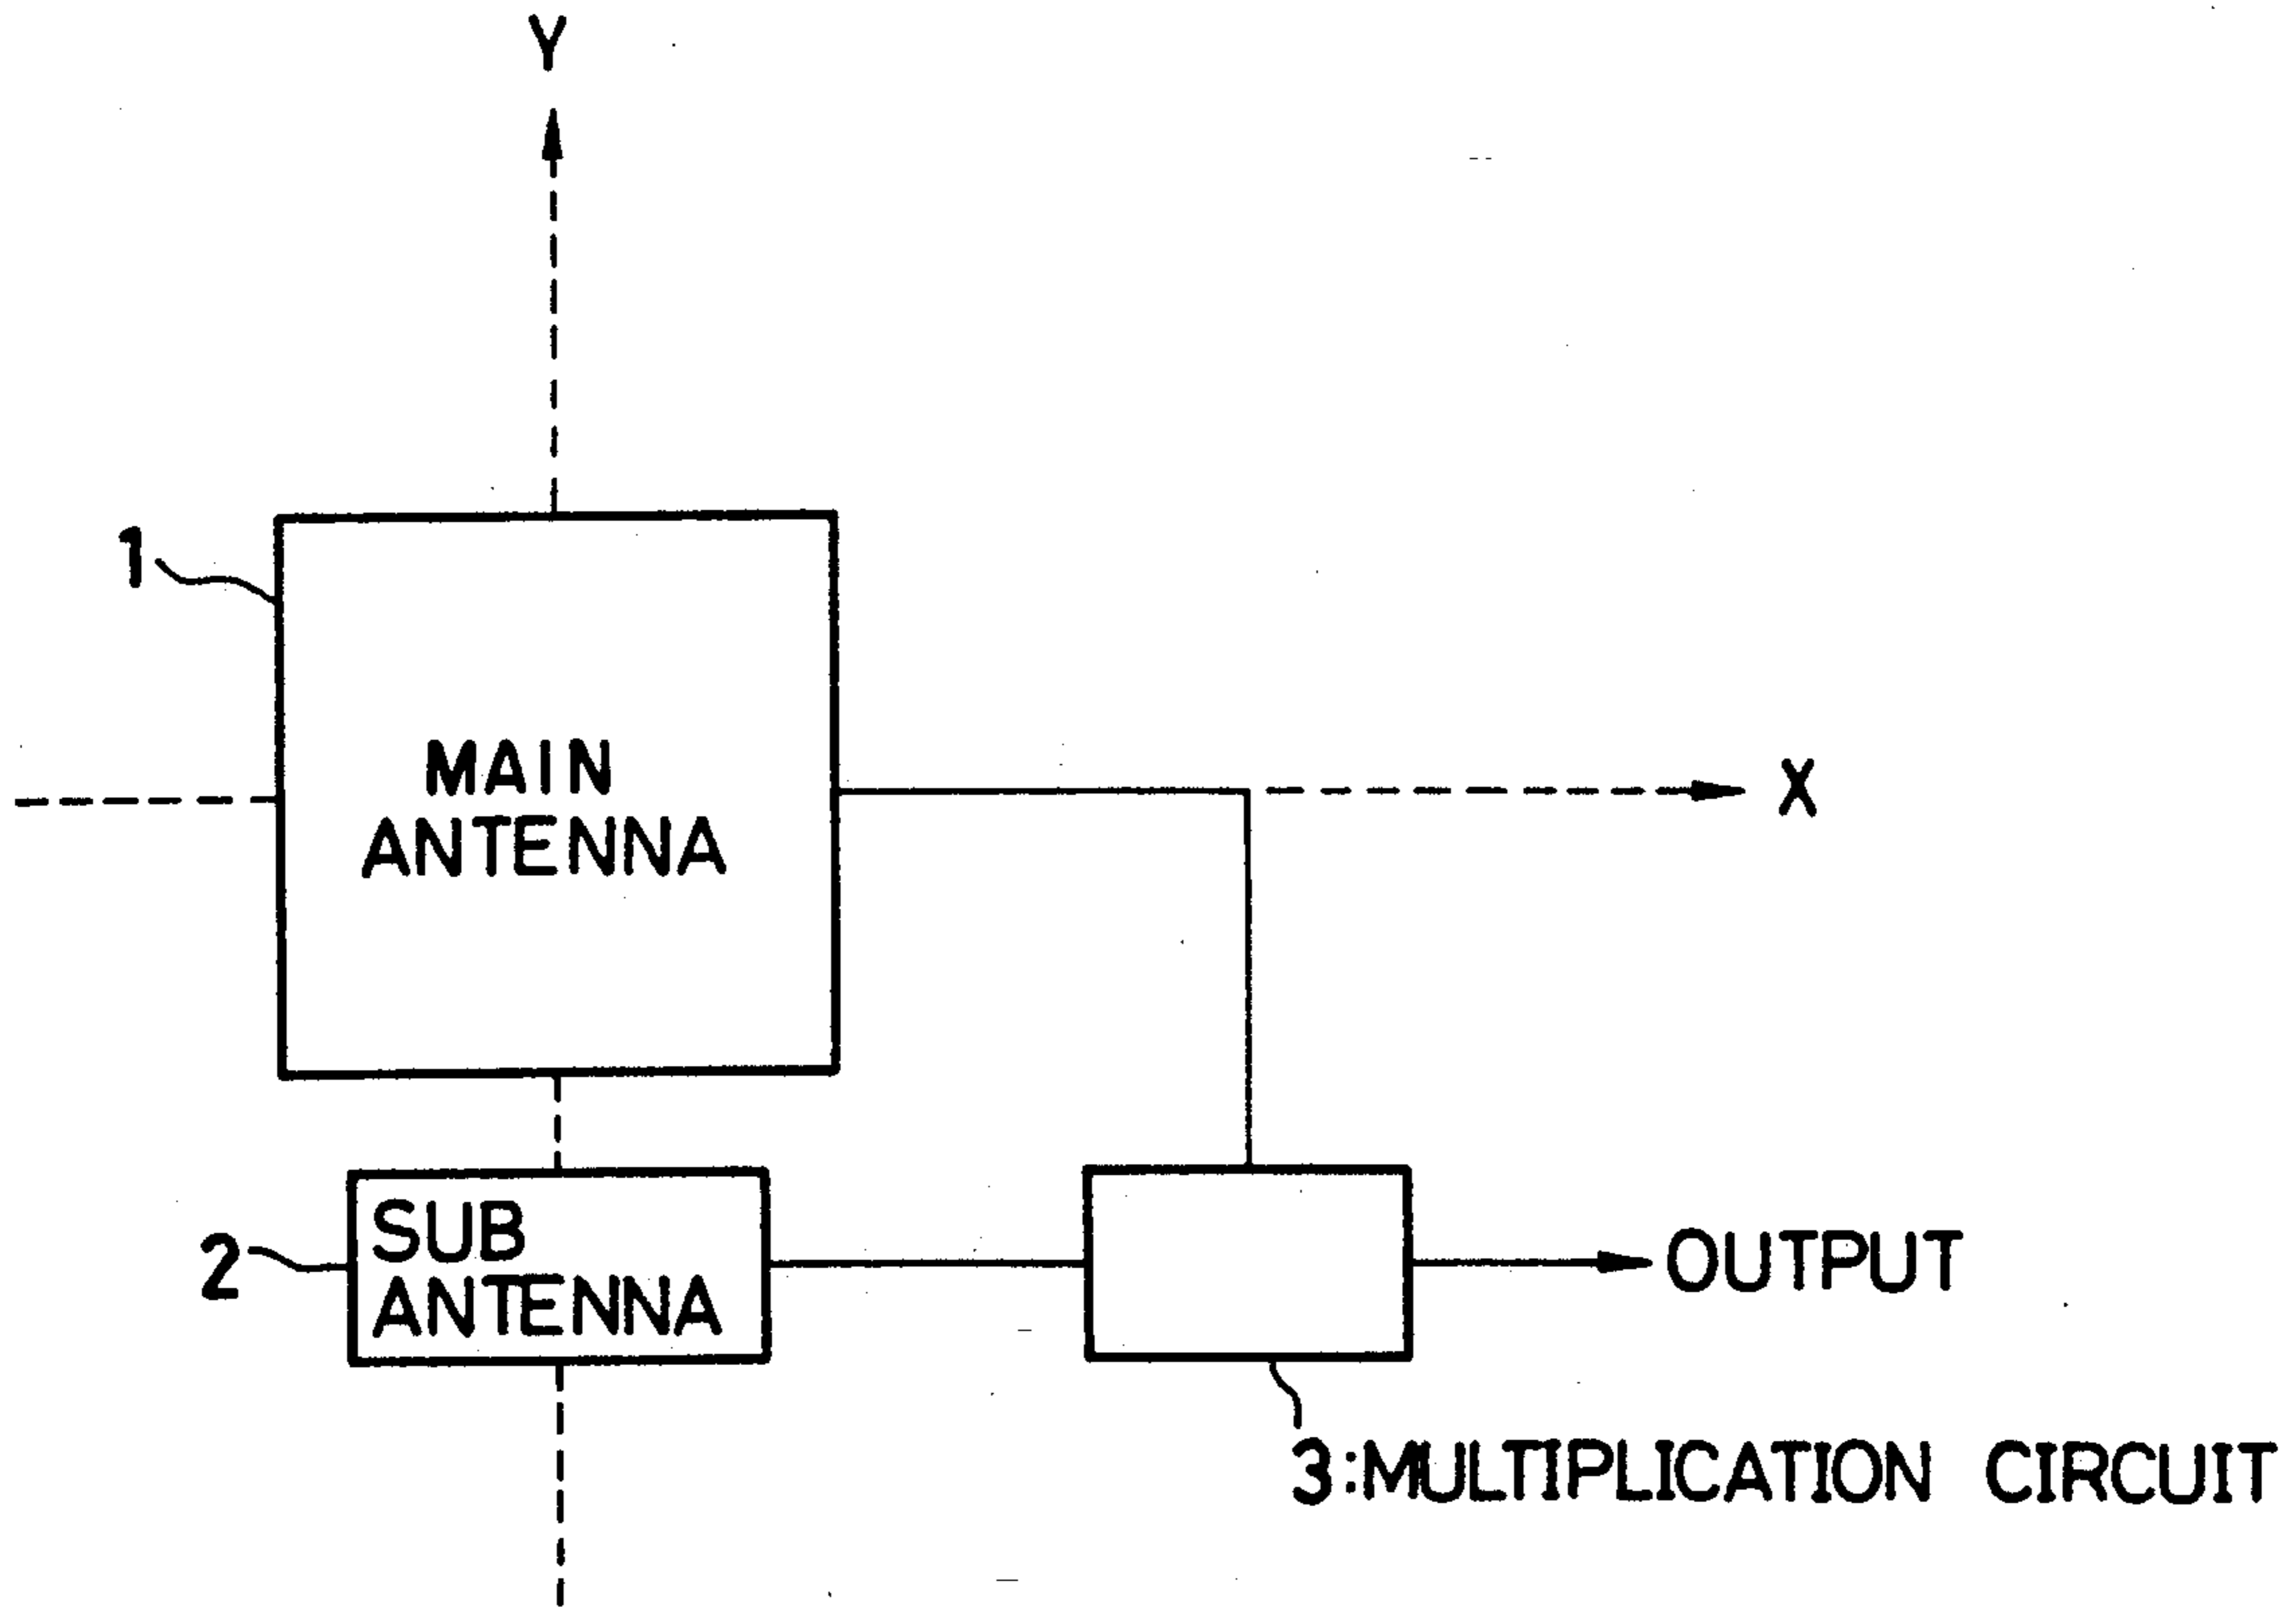 Y
1
MAIN
ANTENNA
X
2
SUB
ANTENNA
OUTPUT
3:MULTIPLICATION CIRCUIT